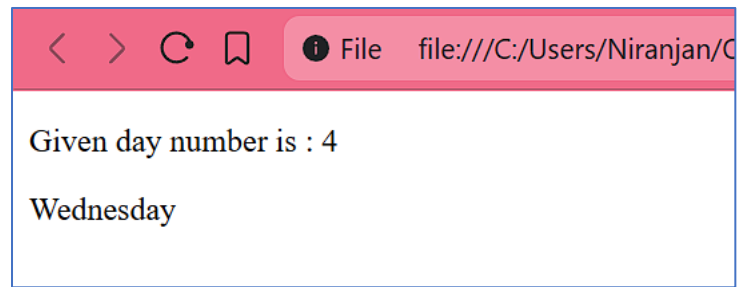 File file:///C:/Users/Niranjan/
Given day number is : 4
Wednesday